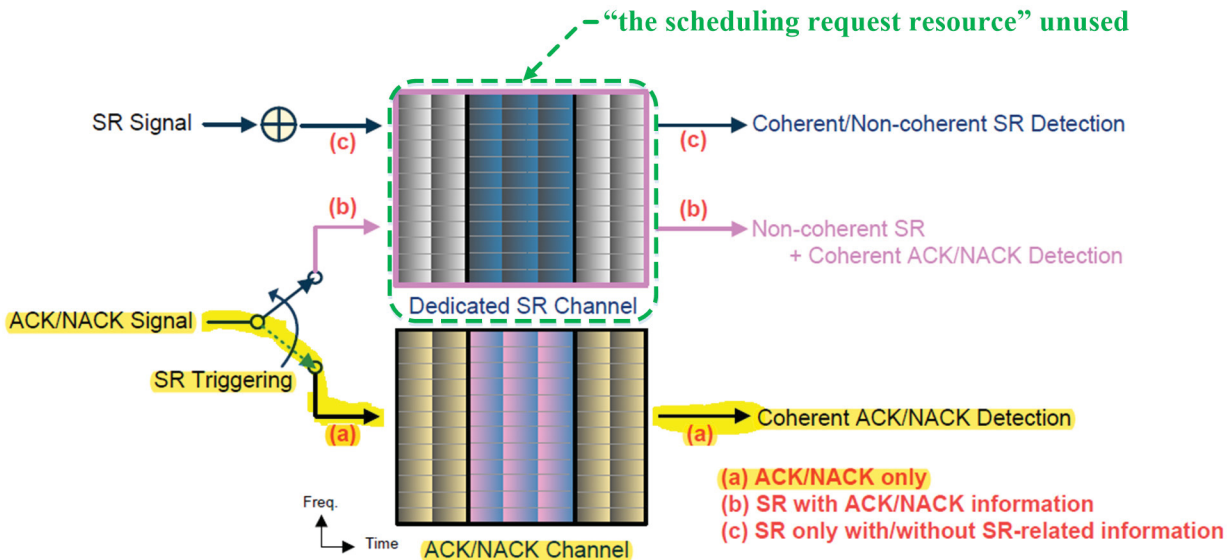 “the scheduling request resource” unused
SR Signal
(c)
(c)
Coherent/Non-coherent SR Detection
(b)
(b)
Non-coherent SR
+ Coherent ACK/NACK Detection
Dedicated SR Channel
ACK/NACK Signal
SR Triggering
(a)
(a)
Coherent ACK/NACK Detection
(a) ACK/NACK only
(b) SR with ACK/NACK information
(c) SR only with/without SR-related information
Freq.
Time
ACK/NACK Channel